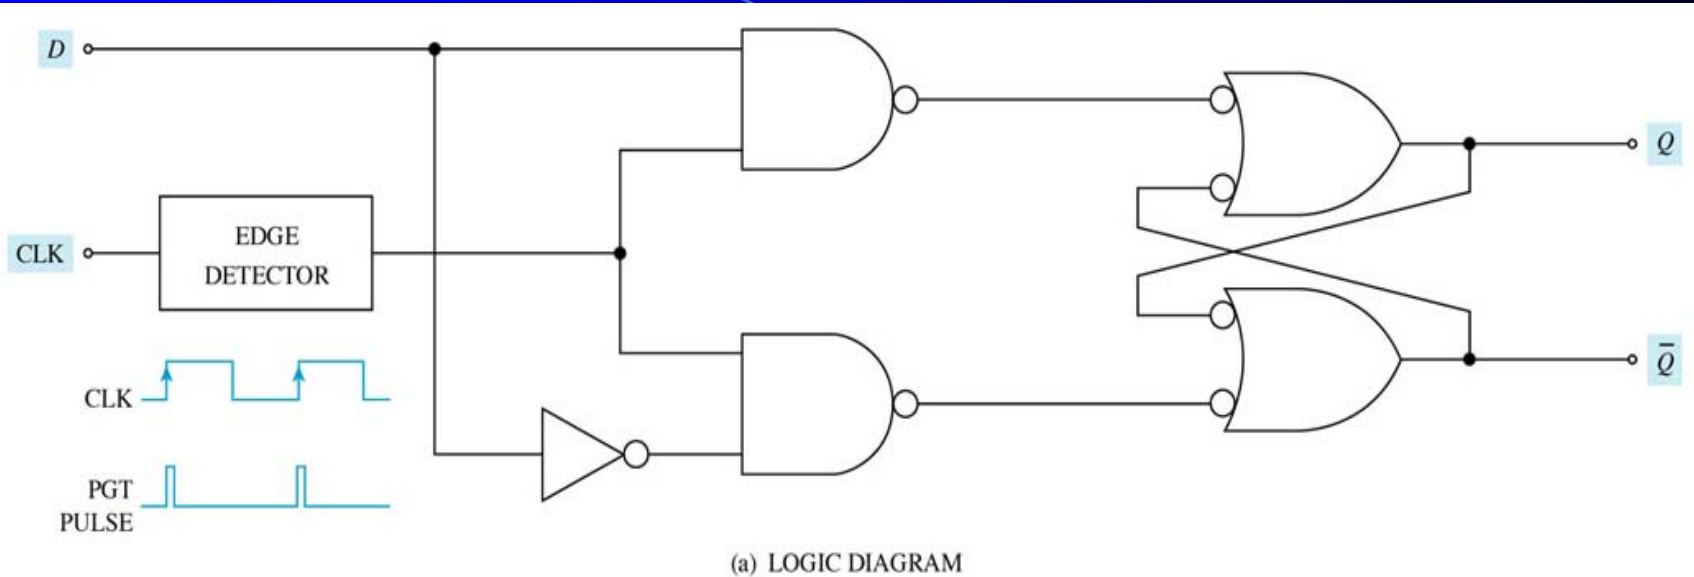 D
Q
EDGE
DETECTOR
CLK
CLK
Q̅
PGT
PULSE
(a) LOGIC DIAGRAM